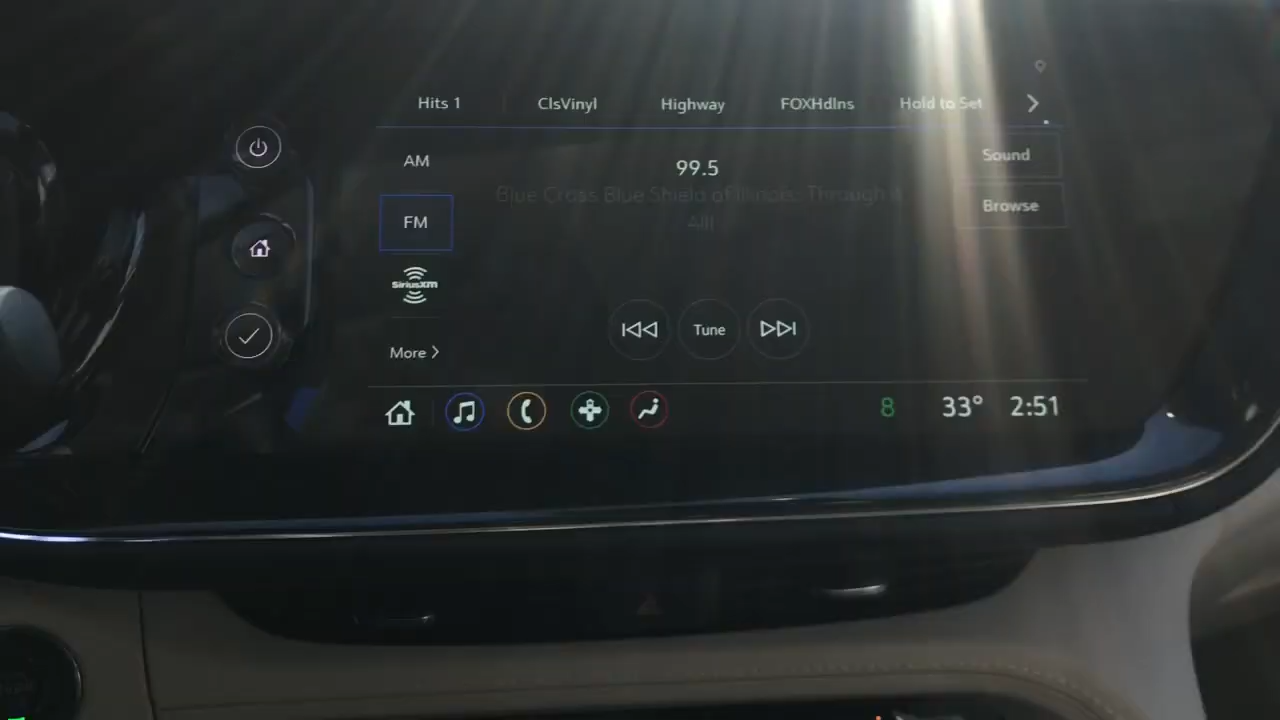 Hits 1 ClsVinyl Highway FOXHdlns Hold to Set
AM
99.5
Sound
Blue Cross Blue Shield of Illinois: Through it
All!
Browse
FM
SiriusXM
Tune
More
8 33° 2:51